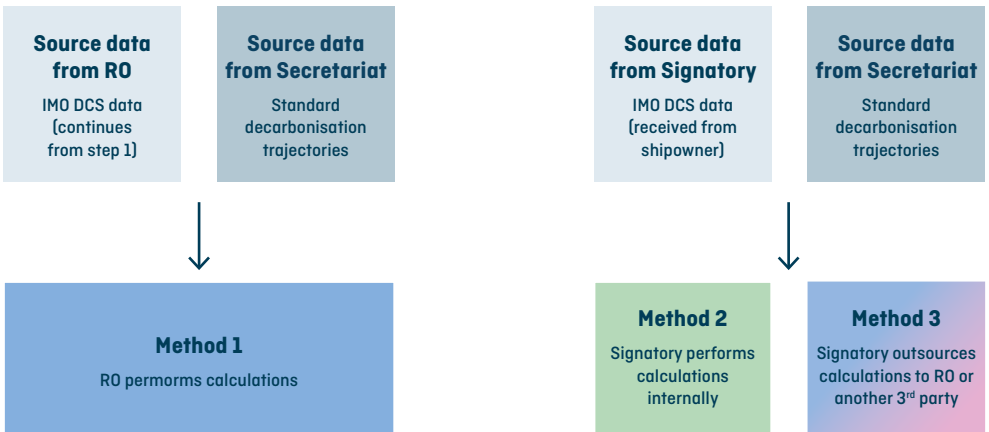 Source data
from RO
IMO DCS data
(continues
from step 1)
Source data
from Secretariat
Standard
decarbonisation
trajectories
Source data
from Signatory
IMO DCS data
(received from
shipowner)
Source data
from Secretariat
Standard
decarbonisation
trajectories
Method 1
RO permorms calculations
Method 2
Signatory performs
calculations
internally
Method 3
Signatory outsources
calculations to RO or
another 3rd party